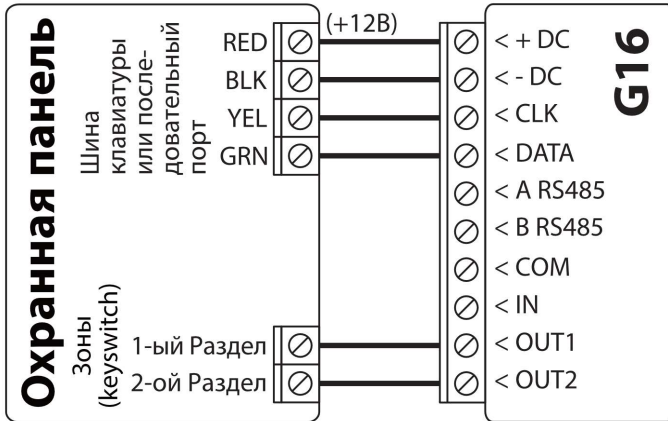 Охранная панель
Шина
клавиатуры
или после-
довательный
порт
RED
BLK
YEL
GRN
(+12В)
Зоны
(keyswitch)
1-ый Раздел
2-ой Раздел
G16
< + DC
< - DC
< CLK
< DATA
< A RS485
< B RS485
< COM
< IN
< OUT1
< OUT2